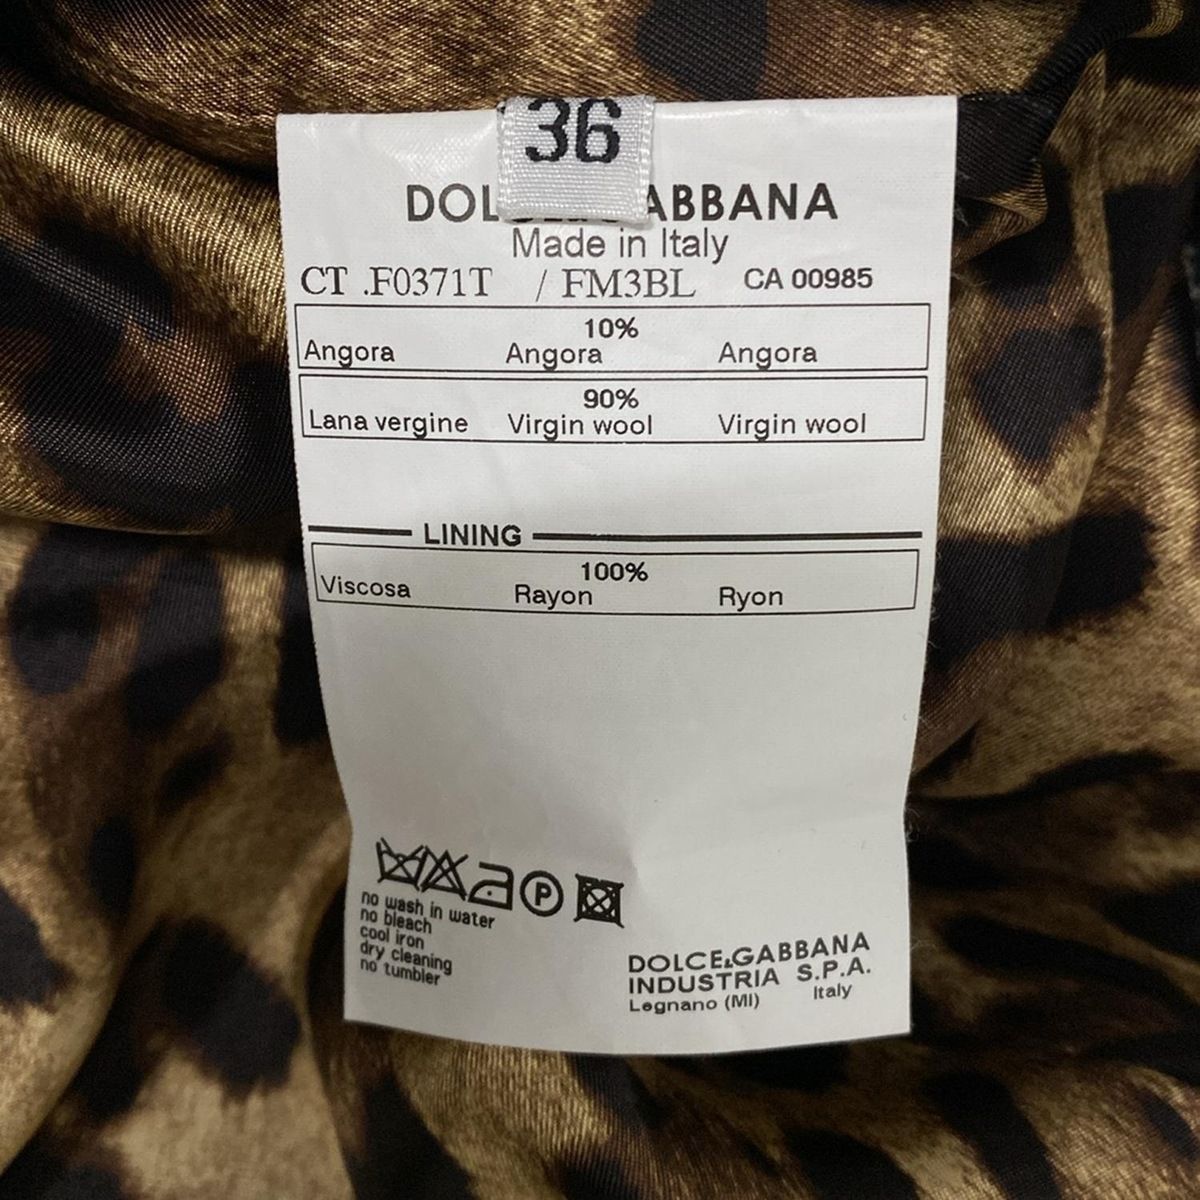 36
DOL ABBANA
Made in Italy
CT .F0371T / FM3BL CA 00985
10%
Angora Angora Angora
90%
Lana vergine Virgin wool Virgin wool
LINING
100%
Viscosa Rayon Ryon
P
no wash in water
no bleach
cool iron
dry cleaning
no tumbler
DOLCE&GABBANA
INDUSTRIA S.P.A.
Legnano (MI) Italy